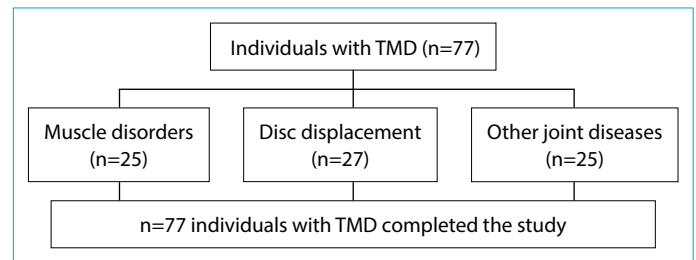 Individuals with TMD (n=77)
Muscle disorders
(n=25)
Disc displacement
(n=27)
Other joint diseases
(n=25)
n=77 individuals with TMD completed the study